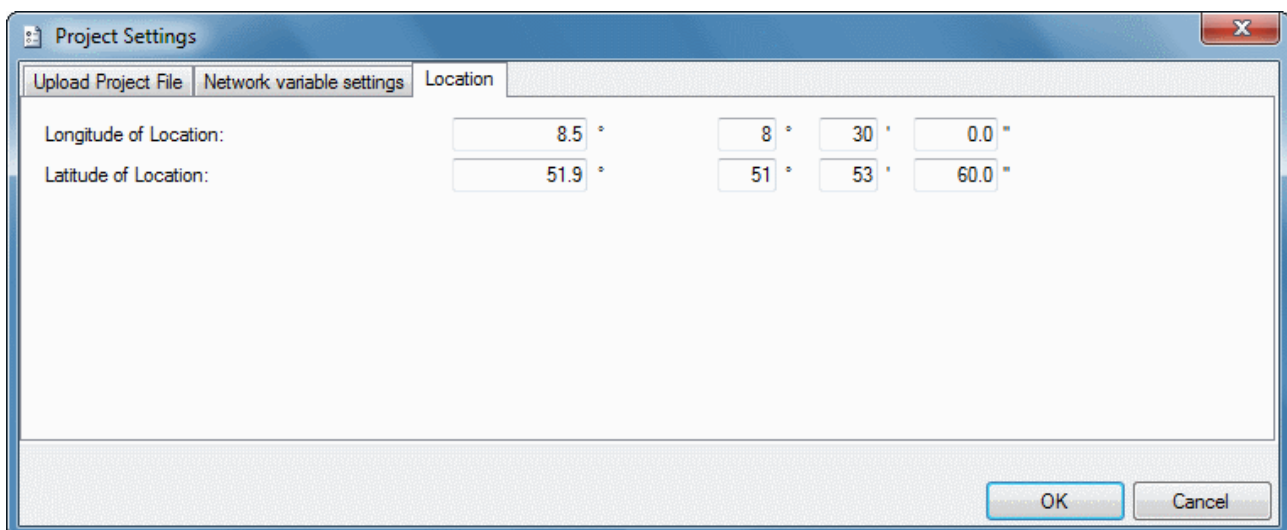 Project Settings
Upload Project File Network variable settings Location
Longitude of Location: 8.5 ° 8 ° 30 ' 0.0 "
Latitude of Location: 51.9 ° 51 ° 53 ' 60.0 "
OK Cancel